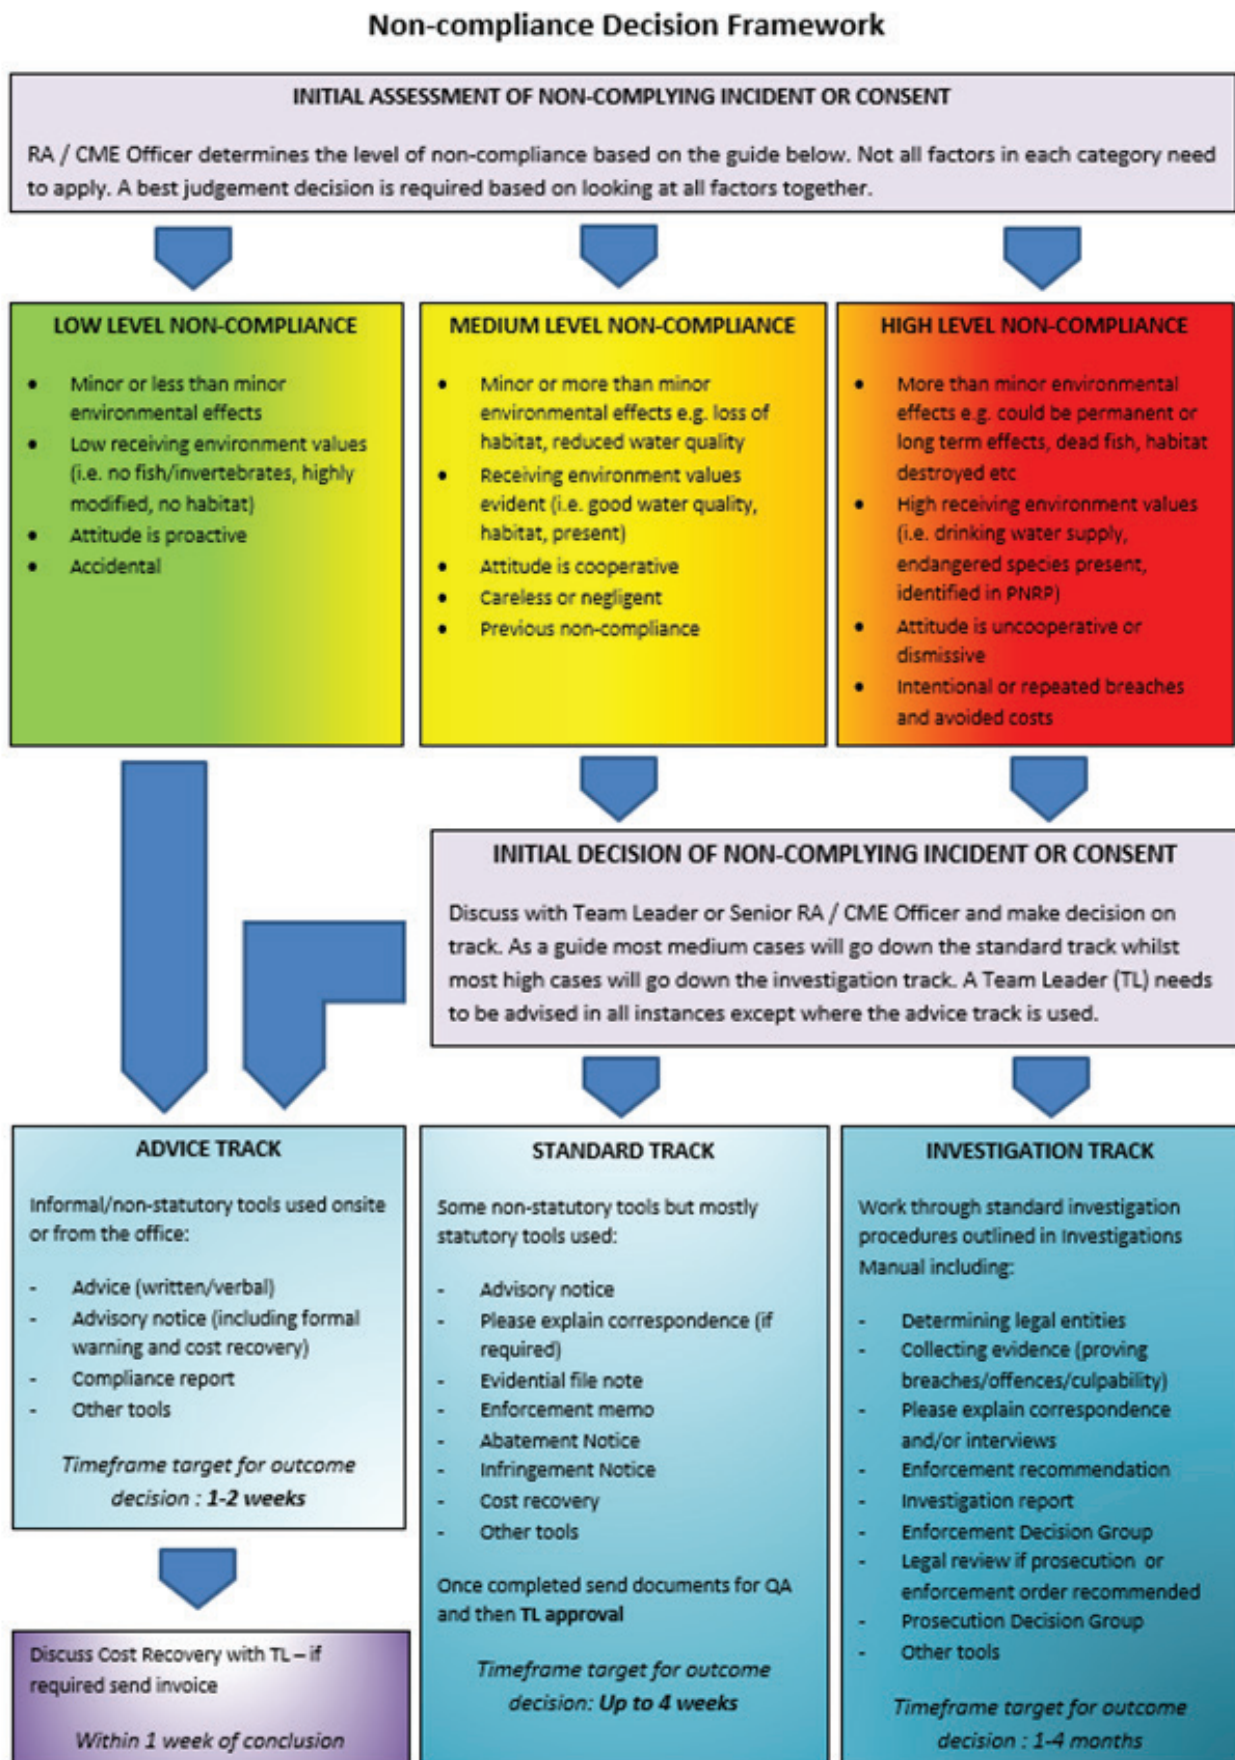 Non-compliance Decision Framework
INITIAL ASSESSMENT OF NON-COMPLYING INCIDENT OR CONSENT
RA / CME Officer determines the level of non-compliance based on the guide below. Not all factors in each category need
to apply. A best judgement decision is required based on looking at all factors together.
LOW LEVEL NON-COMPLIANCE
• Minor or less than minor
environmental effects
• Low receiving environment values
(i.e. no fish/invertebrates, highly
modified, no habitat)
• Attitude is proactive
• Accidental
MEDIUM LEVEL NON-COMPLIANCE
• Minor or more than minor
environmental effects e.g. loss of
habitat, reduced water quality
• Receiving environment values
evident (i.e. good water quality,
habitat, present)
• Attitude is cooperative
• Careless or negligent
• Previous non-compliance
HIGH LEVEL NON-COMPLIANCE
• More than minor environmental
effects e.g. could be permanent or
long term effects, dead fish, habitat
destroyed etc
• High receiving environment values
(i.e. drinking water supply,
endangered species present,
identified in PNRP)
• Attitude is uncooperative or
dismissive
• Intentional or repeated breaches
and avoided costs
INITIAL DECISION OF NON-COMPLYING INCIDENT OR CONSENT
Discuss with Team Leader or Senior RA / CME Officer and make decision on
track. As a guide most medium cases will go down the standard track whilst
most high cases will go down the investigation track. A Team Leader (TL) needs
to be advised in all instances except where the advice track is used.
ADVICE TRACK
Informal/non-statutory tools used onsite
or from the office:
- Advice (written/verbal)
- Advisory notice (including formal
warning and cost recovery)
- Compliance report
- Other tools
Timeframe target for outcome
decision : 1-2 weeks
Discuss Cost Recovery with TL – if
required send invoice
Within 1 week of conclusion
STANDARD TRACK
Some non-statutory tools but mostly
statutory tools used:
- Advisory notice
- Please explain correspondence (if
required)
- Evidential file note
- Enforcement memo
- Abatement Notice
- Infringement Notice
- Cost recovery
- Other tools
Once completed send documents for QA
and then TL approval
Timeframe target for outcome
decision: Up to 4 weeks
INVESTIGATION TRACK
Work through standard investigation
procedures outlined in Investigations
Manual including:
- Determining legal entities
- Collecting evidence (proving
breaches/offences/culpability)
- Please explain correspondence
and/or interviews
- Enforcement recommendation
- Investigation report
- Enforcement Decision Group
- Legal review if prosecution or
enforcement order recommended
- Prosecution Decision Group
- Other tools
Timeframe target for outcome
decision : 1-4 months